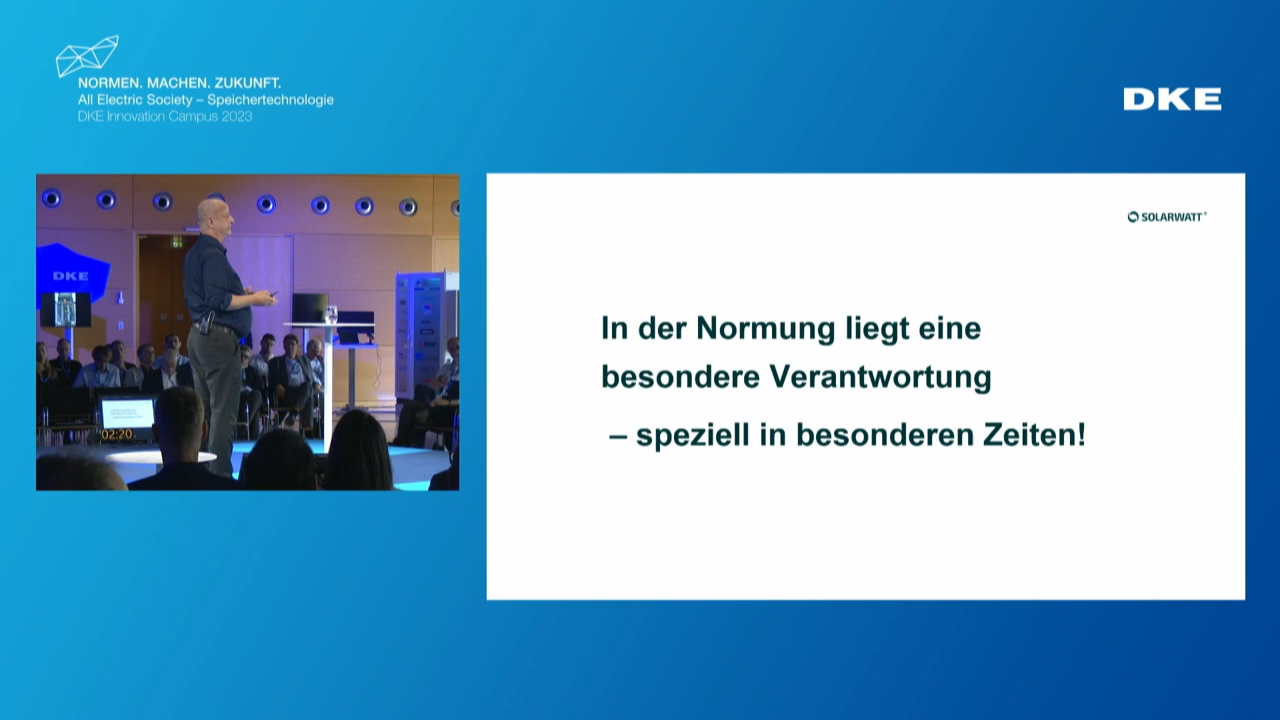 NORMEN. MACHEN. ZUKUNFT.
All Electric Society – Speichertechnologie
DKE Innovation Campus 2023
DKE
DKE
02:20
SOLARWATT®
In der Normung liegt eine
besondere Verantwortung
– speziell in besonderen Zeiten!